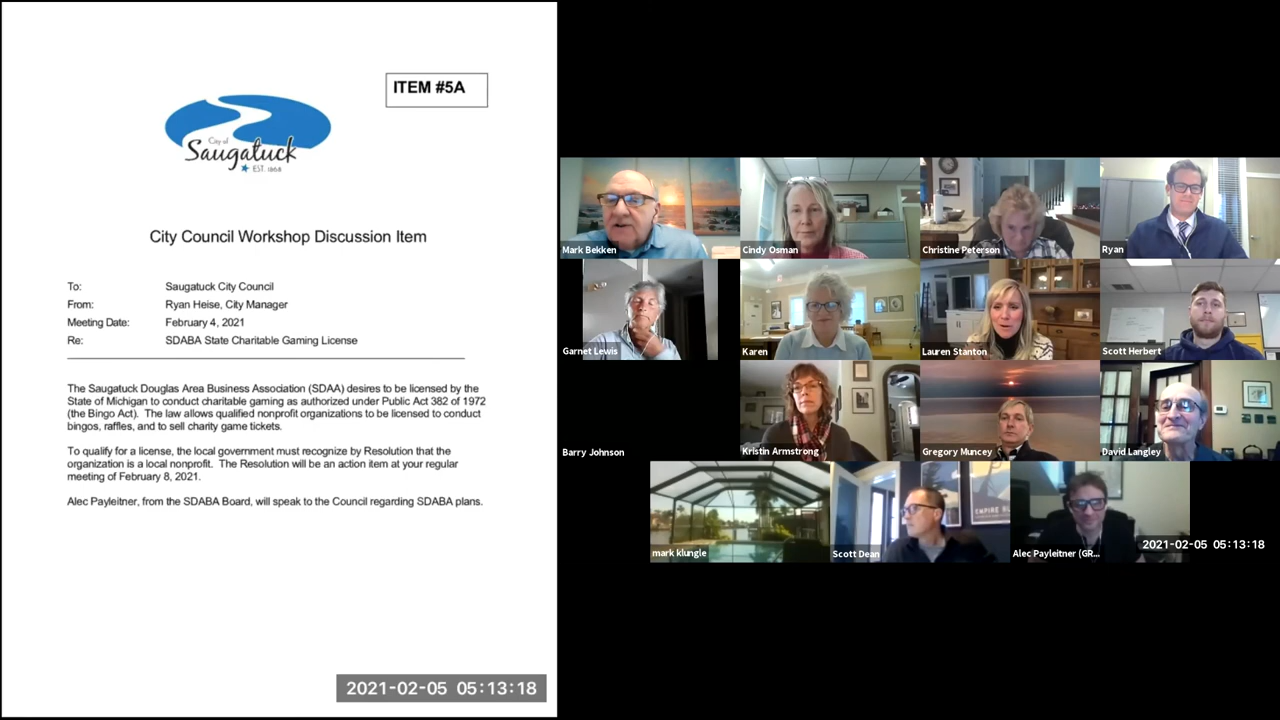 ITEM #5A
City of
Saugatuck
EST. 1868
City Council Workshop Discussion Item
To: Saugatuck City Council
From: Ryan Heise, City Manager
Meeting Date: February 4, 2021
Re: SDABA State Charitable Gaming License
The Saugatuck Douglas Area Business Association (SDAA) desires to be licensed by the
State of Michigan to conduct charitable gaming as authorized under Public Act 382 of 1972
(the Bingo Act). The law allows qualified nonprofit organizations to be licensed to conduct
bingos, raffles, and to sell charity game tickets.
To qualify for a license, the local government must recognize by Resolution that the
organization is a local nonprofit. The Resolution will be an action item at your regular
meeting of February 8, 2021.
Alec Payleitner, from the SDABA Board, will speak to the Council regarding SDABA plans.
2021-02-05 05:13:18
Mark Bekken
Cindy Osman
Christine Peterson
Ryan
Garnet Lewis
Karen
Lauren Stanton
Scott Herbert
Barry Johnson
Kristin Armstrong
Gregory Muncey
David Langley
mark klungle
Scott Dean
EMPIRE BU
Alec Payleitner (GR...
2021-02-05 05:13:18